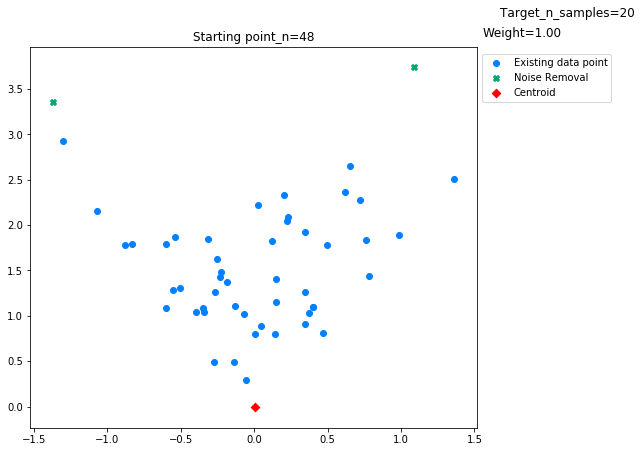 Target_n_samples=20
Weight=1.00
Starting point_n=48
Existing data point
Noise Removal
Centroid
3.5
3.0
2.5
2.0
1.5
1.0
0.5
0.0
−1.5 −1.0 −0.5 0.0 0.5 1.0 1.5